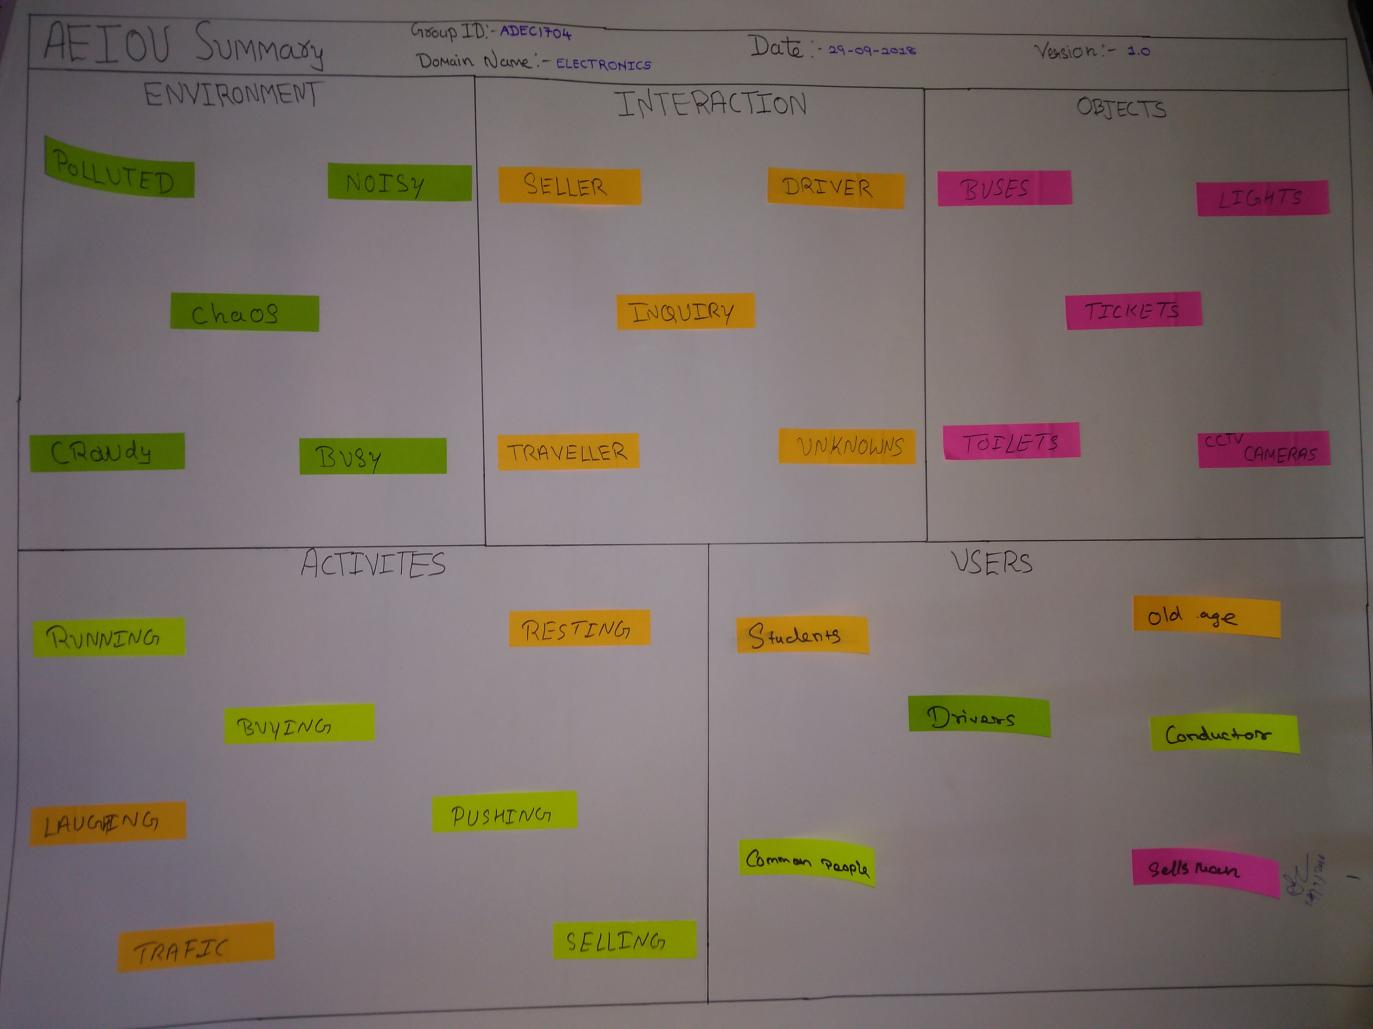 AEIOU Summary
Group ID:- ADEC1704
Domain Name:- ELECTRONICS
Date:- 29-09-2018
Version:- 1.0
ENVIRONMENT
POLLUTED
NOISY
Chaos
CRowdy
BUSY
INTERACTION
SELLER
DRIVER
INQUIRY
TRAVELLER
UNKNOWNS
OBJECTS
BUSES
LIGHTS
TICKETS
TOILETS
CCTV
CAMERAS
ACTIVITES
RUNNING
RESTING
BUYING
LAUGHING
PUSHING
TRAFIC
SELLING
USERS
Students
Old age
Drivers
Conductor
Common People
Sells man